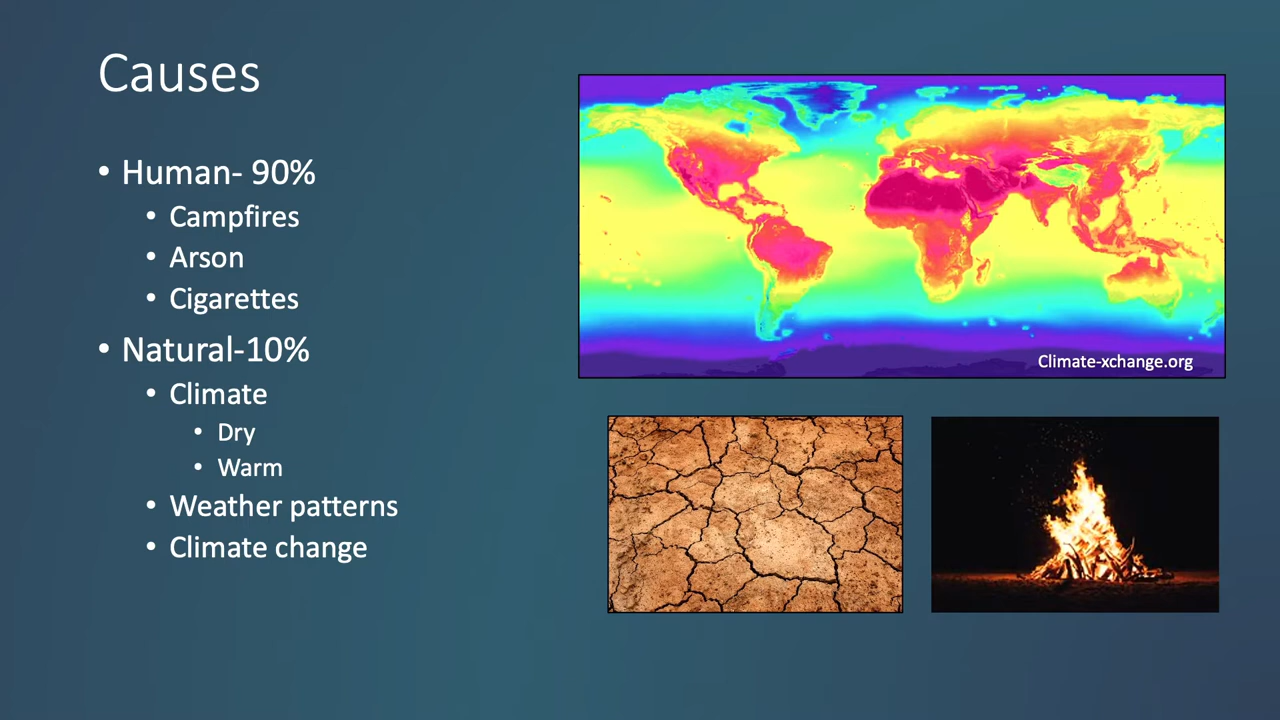 Causes
• Human- 90%
• Campfires
• Arson
• Cigarettes
• Natural-10%
• Climate
• Dry
• Warm
• Weather patterns
• Climate change
Climate-xchange.org